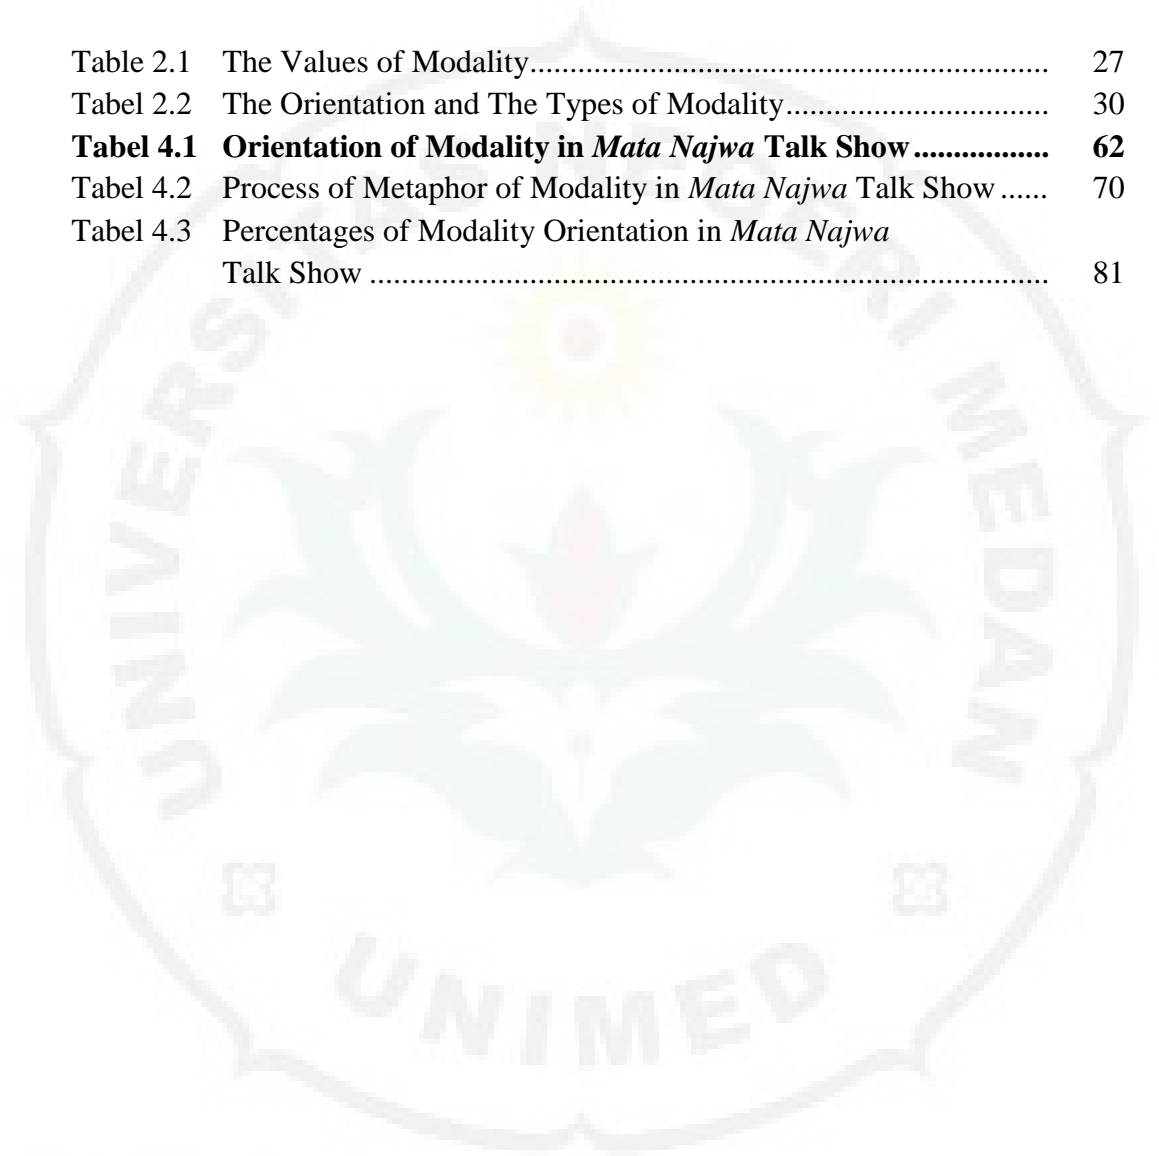 Table 2.1 The Values of Modality................................................................. 27
Tabel 2.2 The Orientation and The Types of Modality................................. 30
Tabel 4.1 Orientation of Modality in Mata Najwa Talk Show................. 62
Tabel 4.2 Process of Metaphor of Modality in Mata Najwa Talk Show...... 70
Tabel 4.3 Percentages of Modality Orientation in Mata Najwa
Talk Show..................................................................................... 81
UNIVERSITAS NEGERI MEDAN
UNIMED